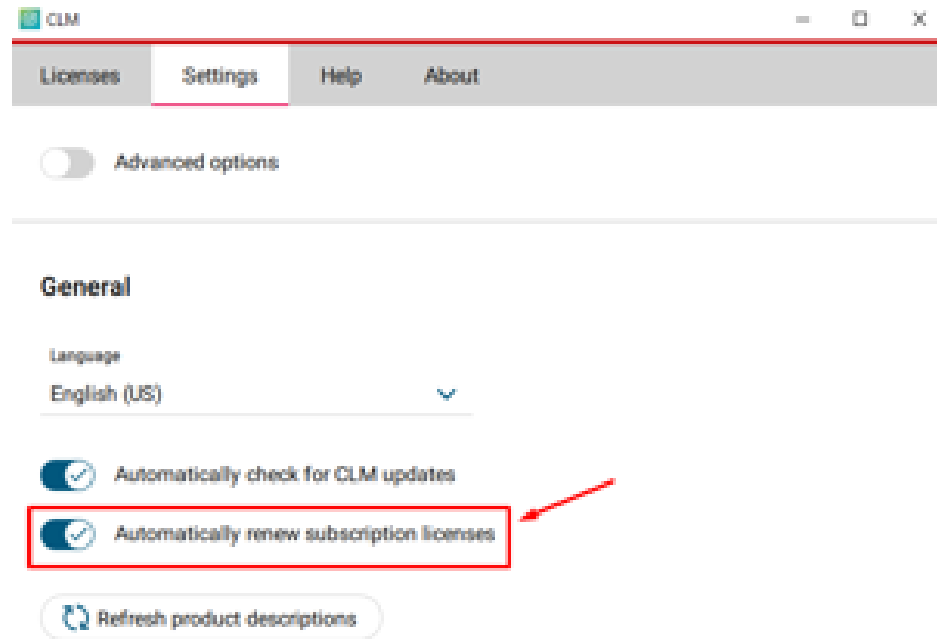 CLM
Licenses Settings Help About
Advanced options
General
Language
English (US)
Automatically check for CLM updates
Automatically renew subscription licenses
Refresh product descriptions